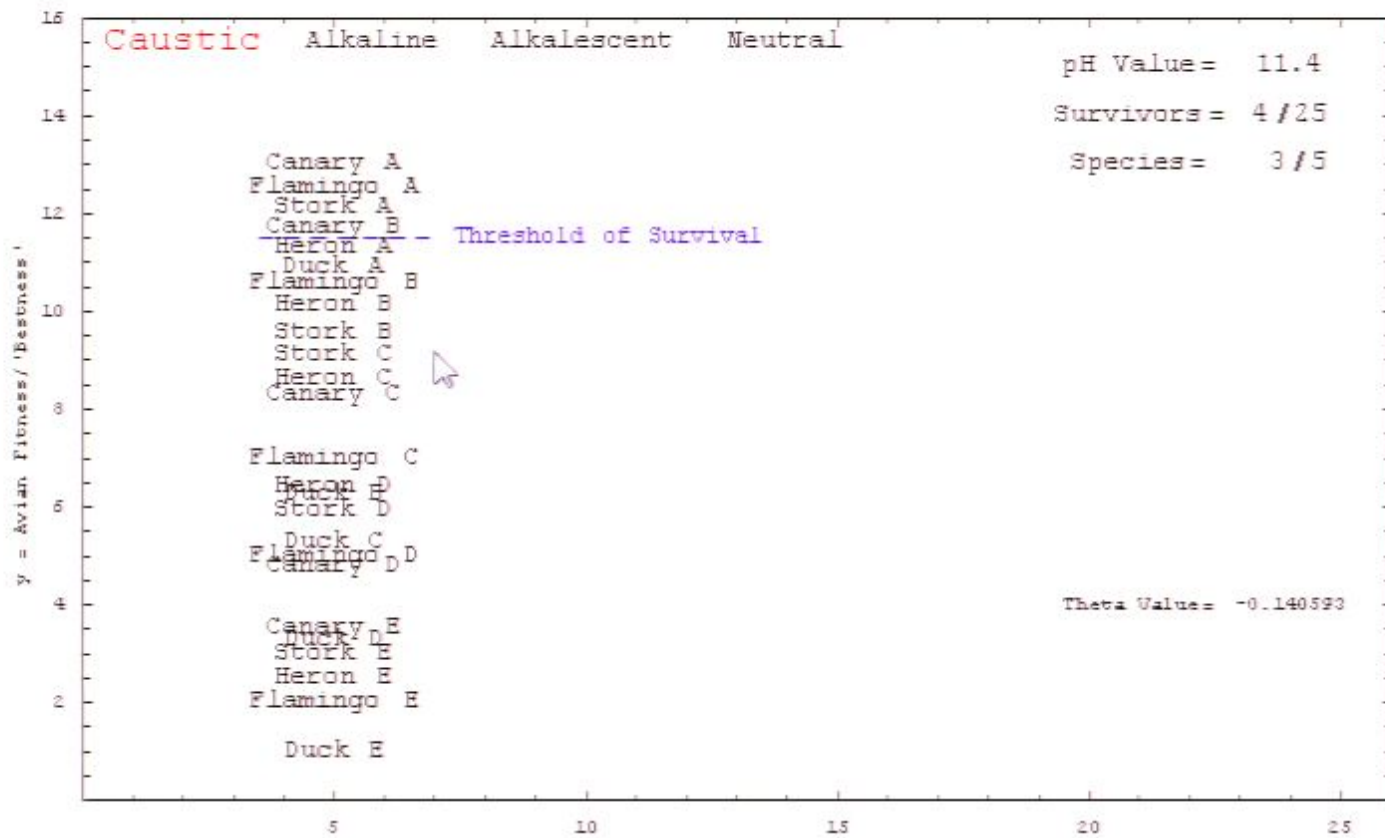 16
Caustic Alkaline Alkalescent Neutral
pH Value= 11.4
14
Survivors= 4/25
Canary A
Species= 3/5
Flamingo A
Stork A
12
Canary B
Threshold of Survival
Heron A
Duck A
Flamingo B
10
Heron B
Stork B
Stork C
Heron C
Canary C
8
Flamingo C
Heron D
Duck B
6
Stork D
Duck C
Flamingo D
Canary D
4
Theta Value= -0.140593
Canary E
Duck D
Stork E
Heron E
2
Flamingo E
Duck E
5 10 15 20 25
y = Avian Fitness/'Bestness'